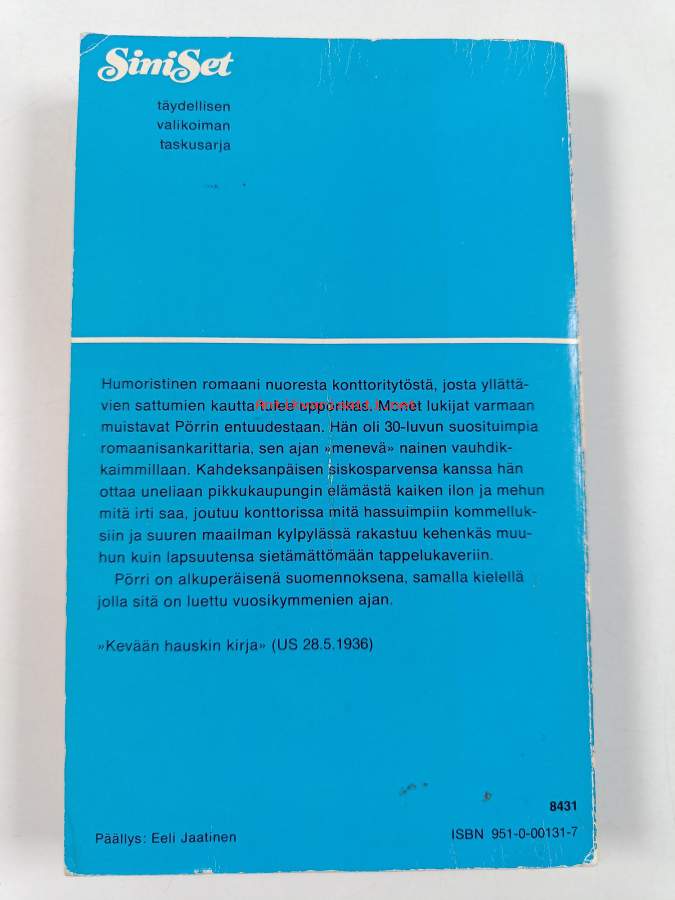 SiniSet
täydellisen
valikoiman
taskusarja
Humoristinen romaani nuoresta konttoritytöstä, josta yllättä-
vien sattumien kautta tulee upporikas. Monet lukijat varmaan
muistavat Pörrin entuudestaan. Hän oli 30-luvun suosituimpia
romaanisankarittaria, sen ajan »menevä» nainen vauhdik-
kaimmillaan. Kahdeksanpäisen siskosparvensa kanssa hän
ottaa uneliaan pikkukaupungin elämästä kaiken ilon ja mehun
mitä irti saa, joutuu konttorissa mitä hassuimpiin kommelluk-
siin ja suuren maailman kylpylässä rakastuu kehenkäs muu-
hun kuin lapsuutensa sietämättömään tappelukaveriin.
Pörri on alkuperäisenä suomennoksena, samalla kielellä
jolla sitä on luettu vuosikymmenien ajan.
»Kevään hauskin kirja» (US 28.5.1936)
8431
Päällys: Eeli Jaatinen
ISBN 951-0-00131-7